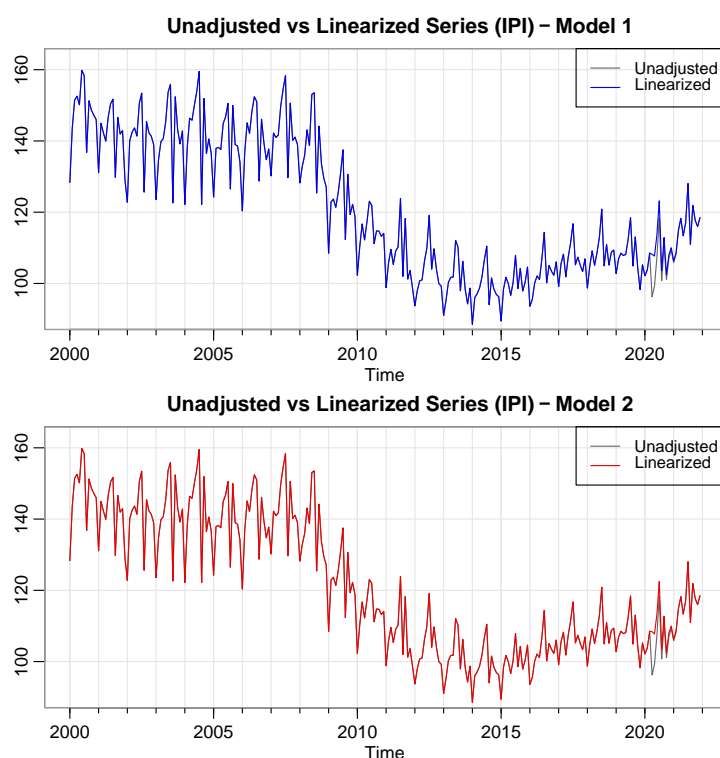 Unadjusted vs Linearized Series (IPI) − Model 1
Unadjusted
Linearized
160
140
120
100
2000 2005 2010 2015 2020
Time
Unadjusted vs Linearized Series (IPI) − Model 2
Unadjusted
Linearized
160
140
120
100
2000 2005 2010 2015 2020
Time